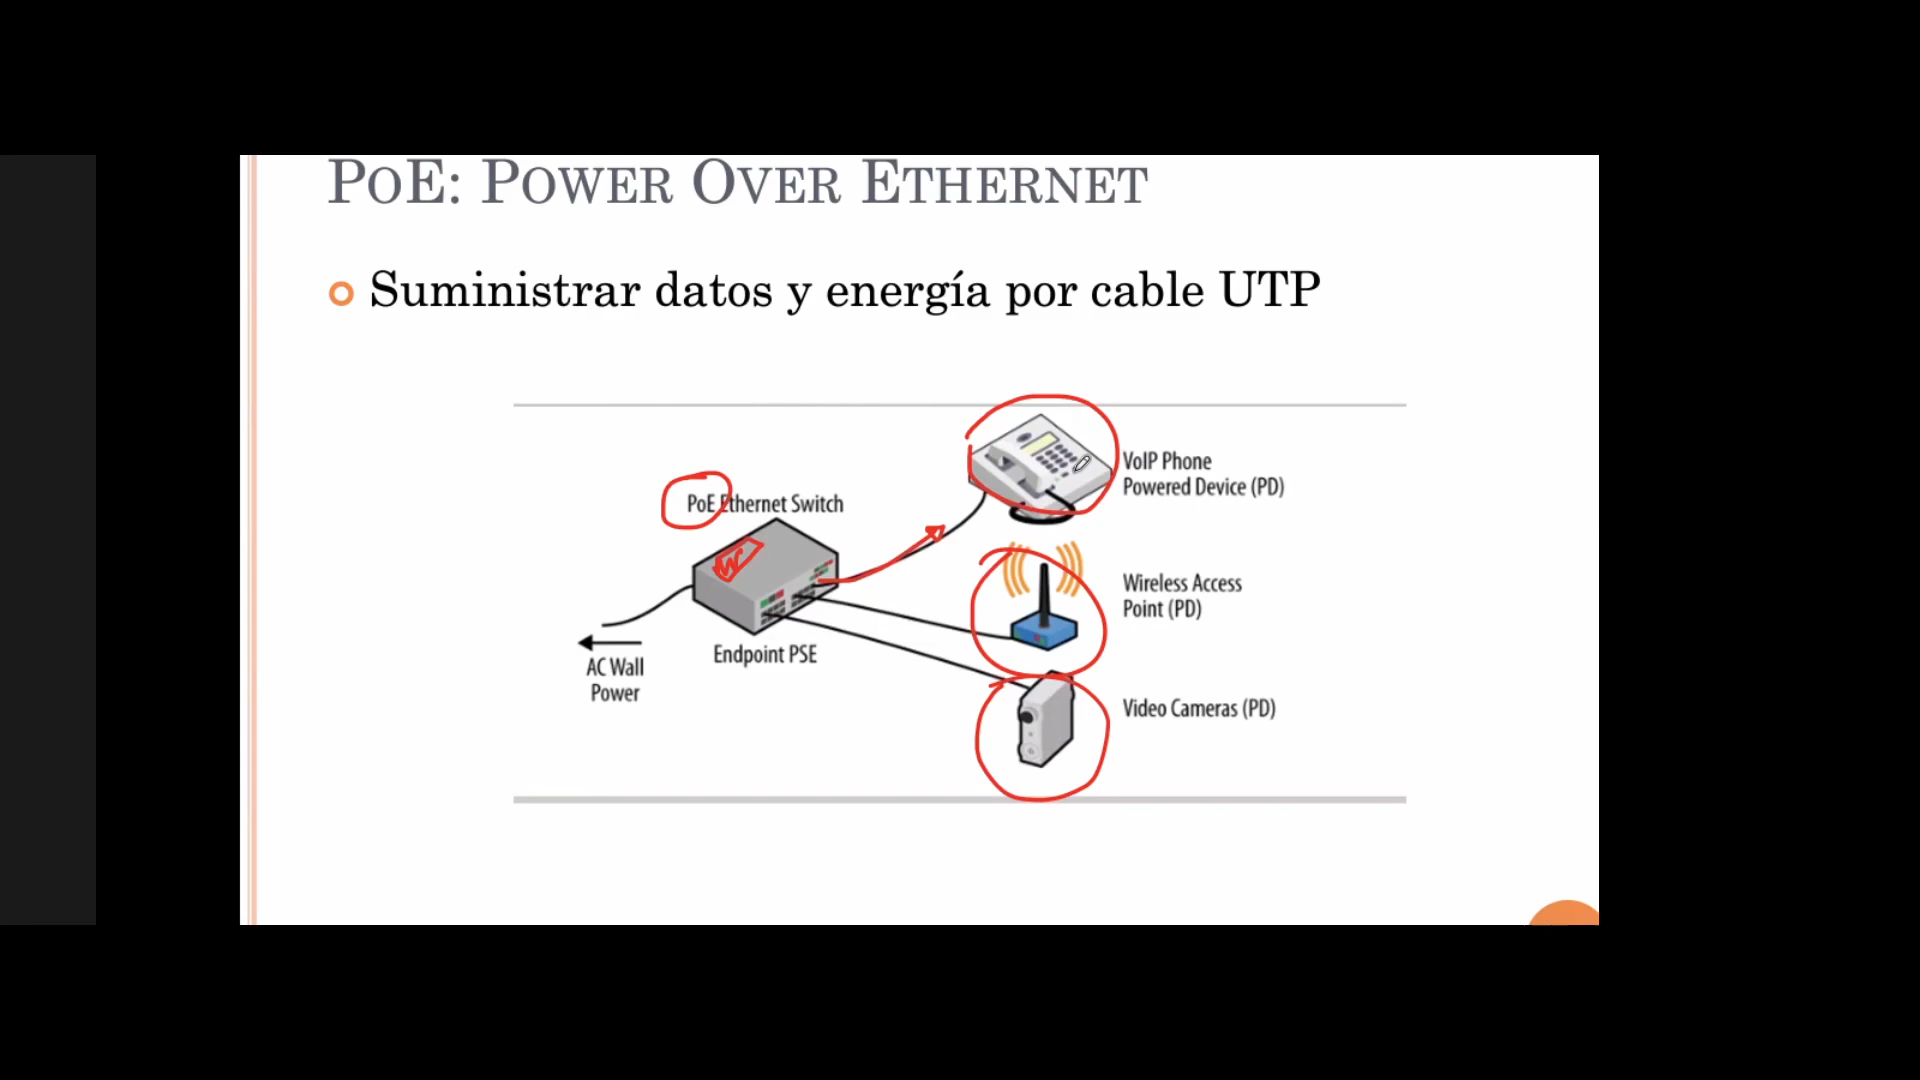 PoE: Power Over Ethernet
Suministrar datos y energía por cable UTP
VoIP Phone
Powered Device (PD)
PoE Ethernet Switch
W
Wireless Access
Point (PD)
Endpoint PSE
AC Wall
Power
Video Cameras (PD)